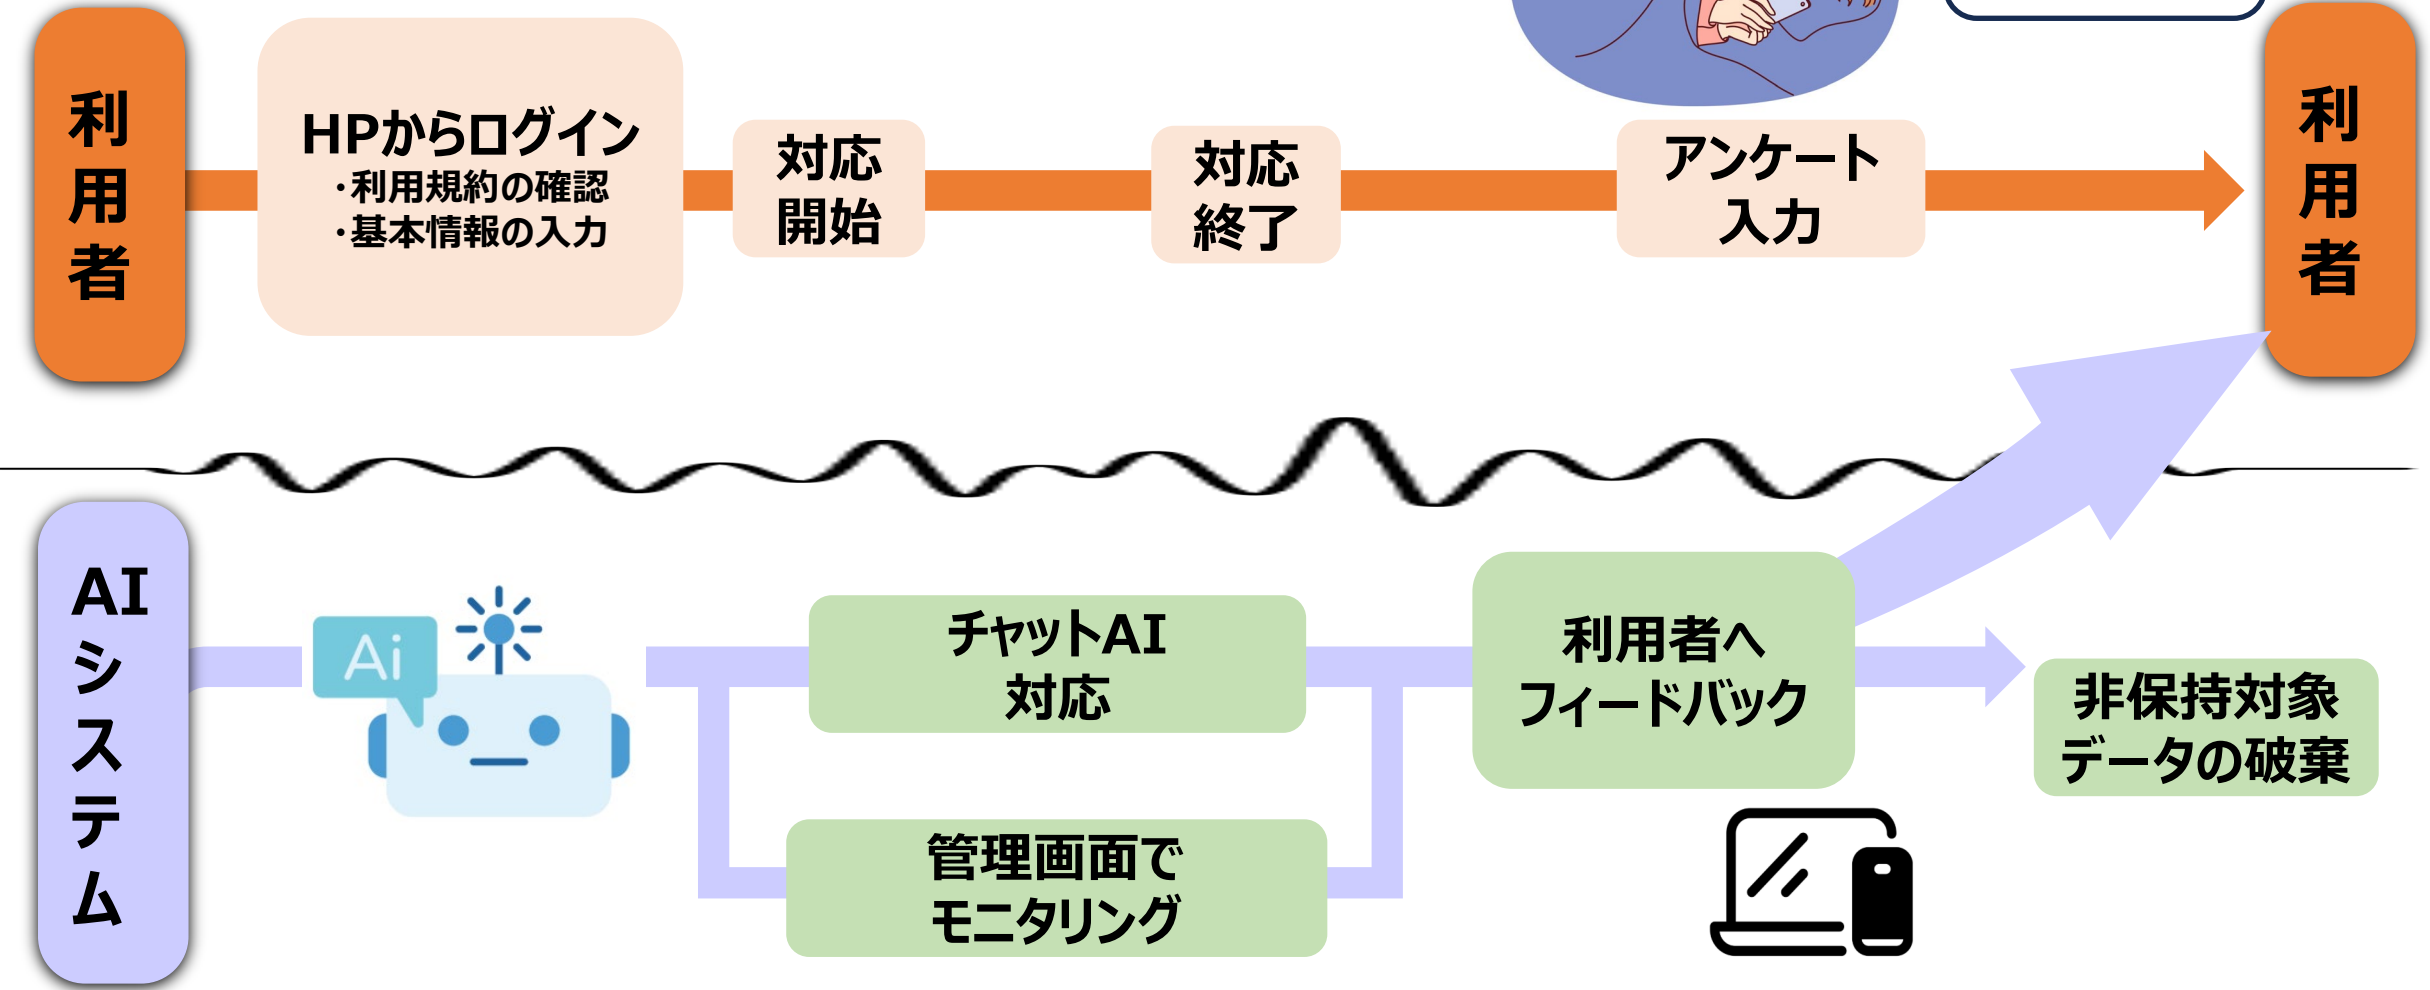 利用者
HPからログイン
・利用規約の確認
・基本情報の入力
対応
開始
対応
終了
アンケート
入力
利用者
AIシステム
Ai
チャットAI
対応
管理画面で
モニタリング
利用者へ
フィードバック
非保持対象
データの破棄